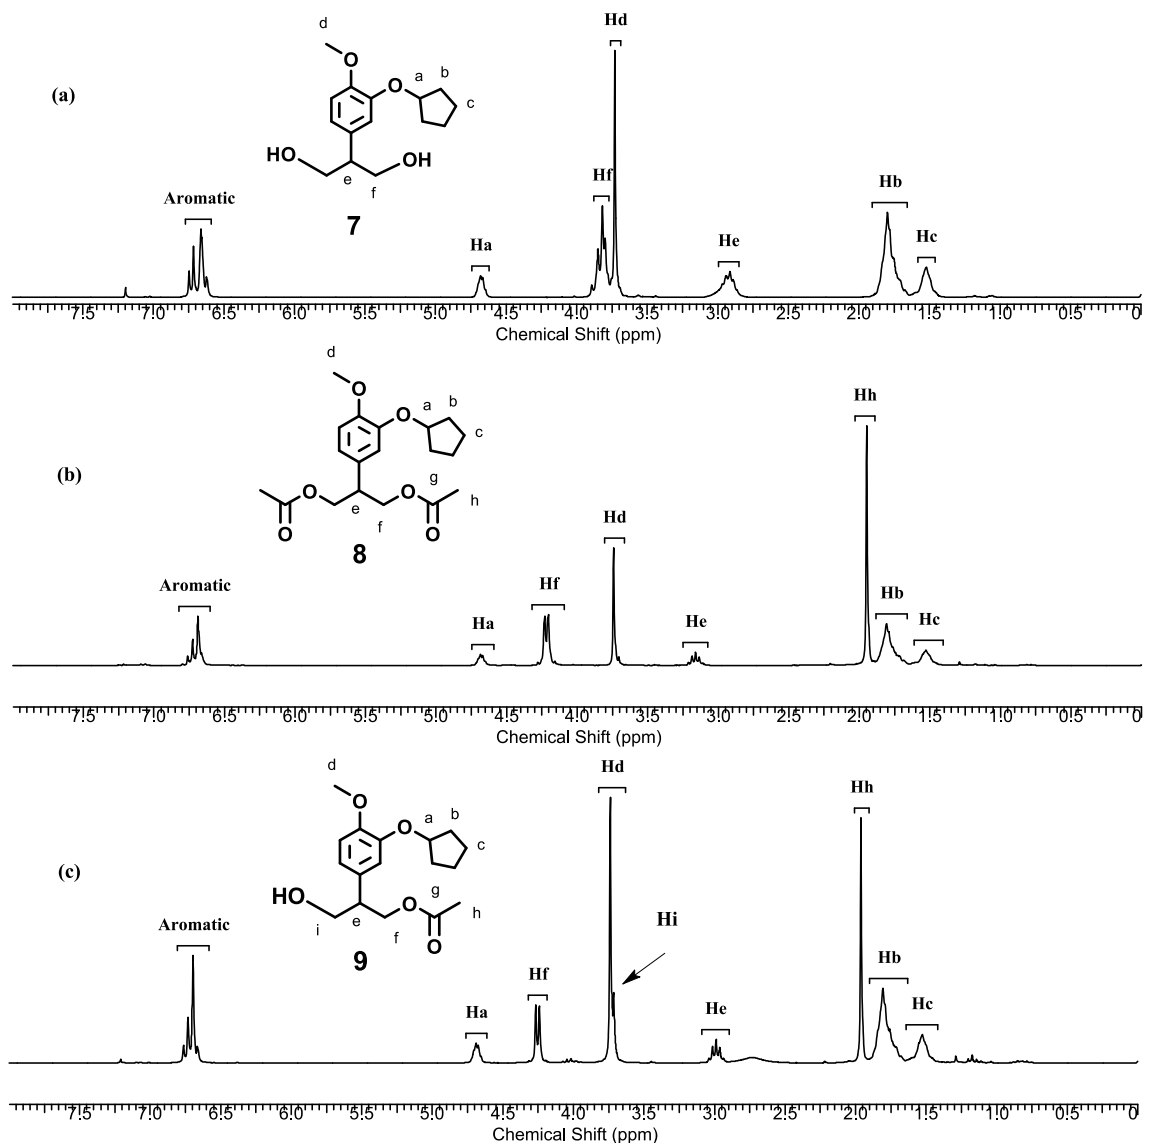 (a)
d
O
O
a
b
c
HO
OH
e
f
7
Aromatic
Ha
Hf
Hd
He
Hb
Hc
7.5 7.0 6.5 6.0 5.5 5.0 4.5 4.0 3.5 3.0 2.5 2.0 1.5 1.0 0.5 0
Chemical Shift (ppm)
(b)
d
O
O
a
b
c
g
O
O
h
e
f
O
O
8
Aromatic
Ha
Hf
Hd
He
Hh
Hb
Hc
7.5 7.0 6.5 6.0 5.5 5.0 4.5 4.0 3.5 3.0 2.5 2.0 1.5 1.0 0.5 0
Chemical Shift (ppm)
(c)
d
O
O
a
b
c
g
HO
O
h
i
e
f
O
9
Aromatic
Ha
Hf
Hd
Hi
He
Hh
Hb
Hc
7.5 7.0 6.5 6.0 5.5 5.0 4.5 4.0 3.5 3.0 2.5 2.0 1.5 1.0 0.5 0
Chemical Shift (ppm)